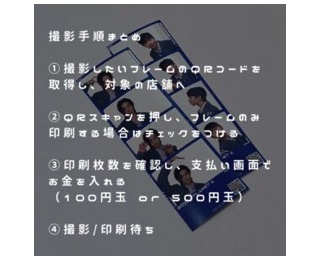 撮影手順まとめ
①撮影したいフレームのQRコードを
取得し、対象の店舗へ
②QRスキャンを押し、フレームのみ
印刷する場合はチェックをつける
③印刷枚数を確認し、支払い画面で
お金を入れる
（100円玉 or 500円玉）
④撮影/印刷待ち